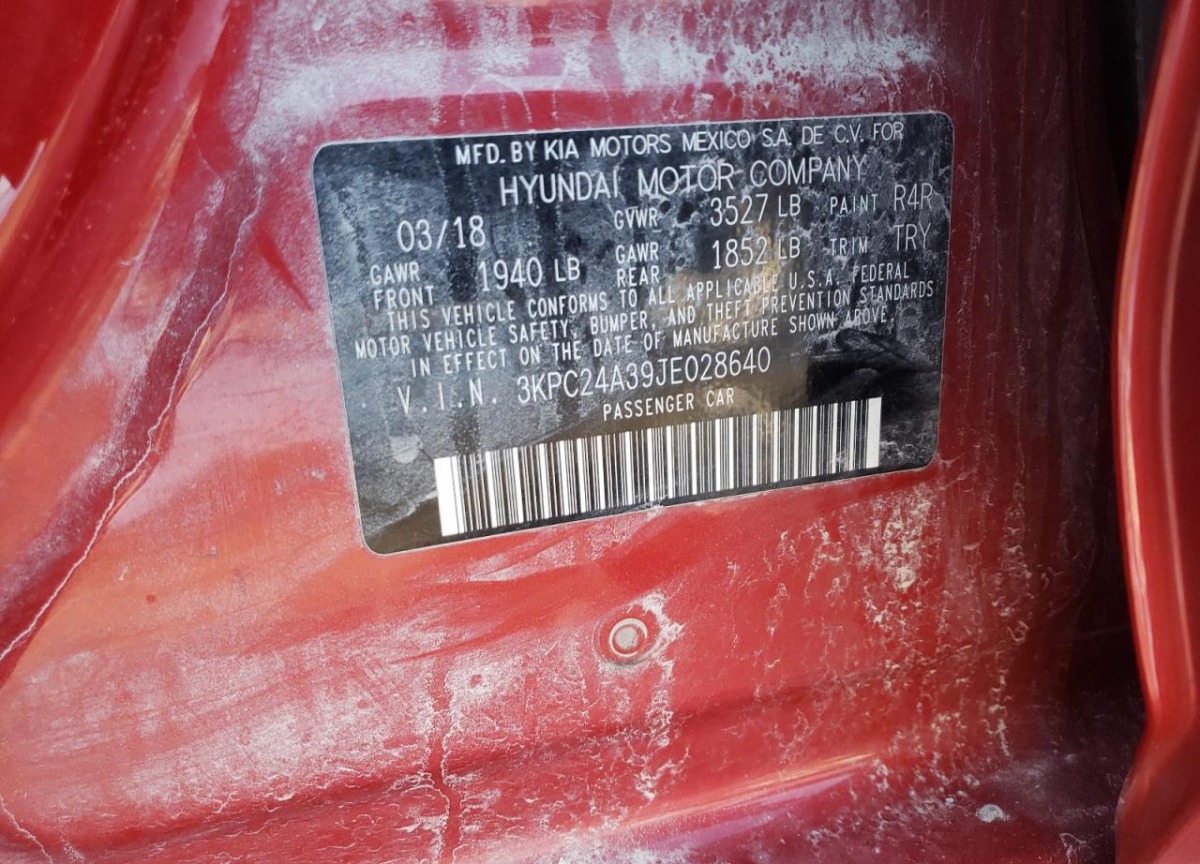 MFD. BY KIA MOTORS MEXICO S.A. DE C.V. FOR
HYUNDAI MOTOR COMPANY
03/18 GVWR 3527 LB PAINT R4R
GAWR FRONT 1940 LB GAWR REAR 1852 LB TRIM TRY
THIS VEHICLE CONFORMS TO ALL APPLICABLE U.S.A. FEDERAL
MOTOR VEHICLE SAFETY, BUMPER, AND THEFT PREVENTION STANDARDS
IN EFFECT ON THE DATE OF MANUFACTURE SHOWN ABOVE.
V.I.N. 3KPC24A39JE028640
PASSENGER CAR